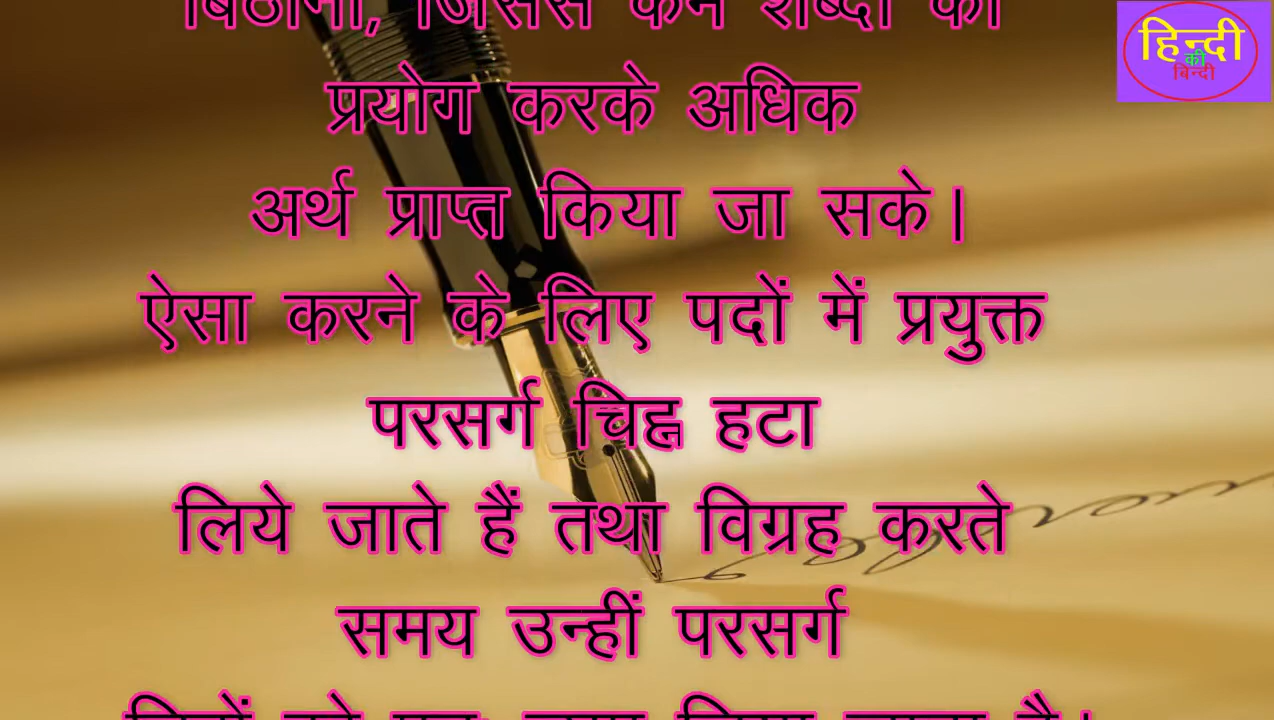 बिठाना, जिससे कम शब्दों का
प्रयोग करके अधिक
अर्थ प्राप्त किया जा सके।
ऐसा करने के लिए पदों में प्रयुक्त
परसर्ग चिह्न हटा
लिये जाते हैं तथा विग्रह करते
समय उन्हीं परसर्ग
हिन्दी
की
बिन्दी